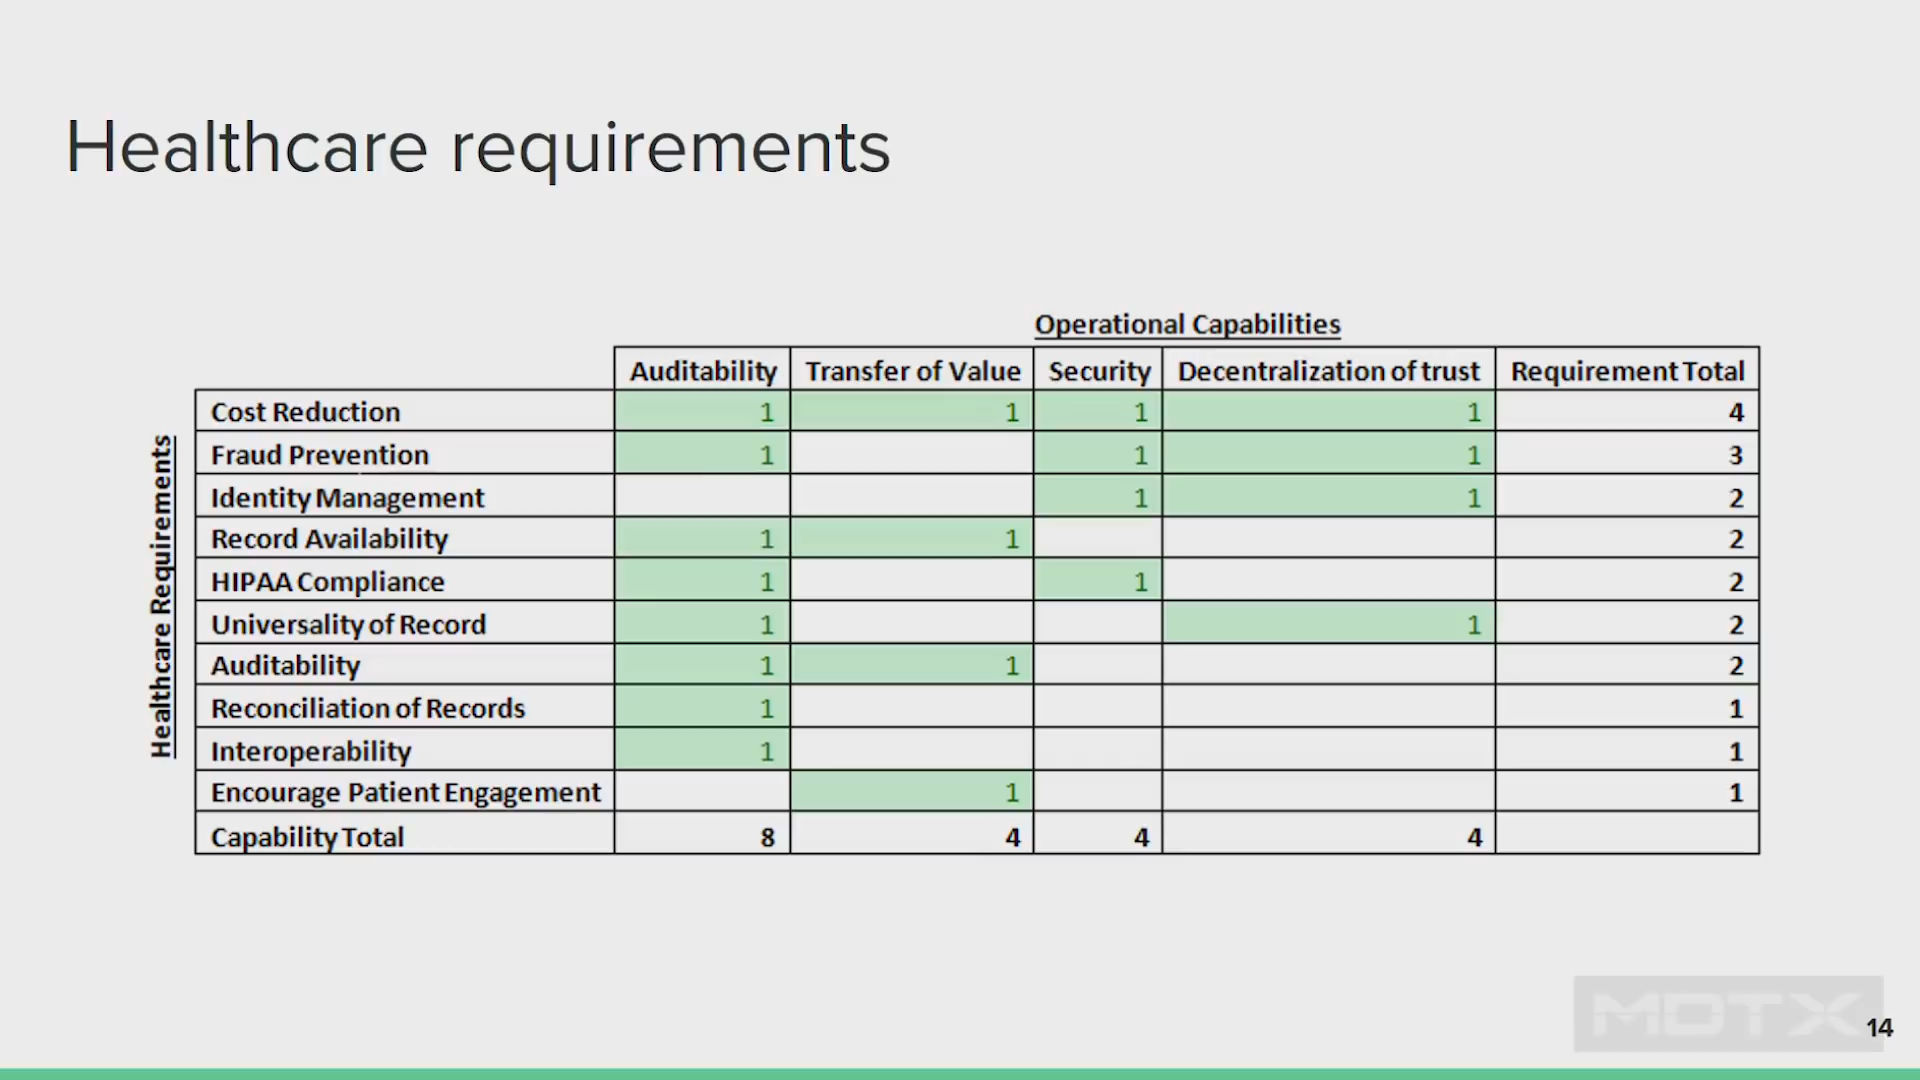 Healthcare requirements
Operational Capabilities
Auditability Transfer of Value Security Decentralization of trust Requirement Total
Healthcare Requirements
Cost Reduction 1 1 1 1 4
Fraud Prevention 1 1 1 3
Identity Management 1 1 2
Record Availability 1 1 2
HIPAA Compliance 1 1 2
Universality of Record 1 1 2
Auditability 1 1 2
Reconciliation of Records 1 1
Interoperability 1 1
Encourage Patient Engagement 1 1
Capability Total 8 4 4 4
MDTX
14